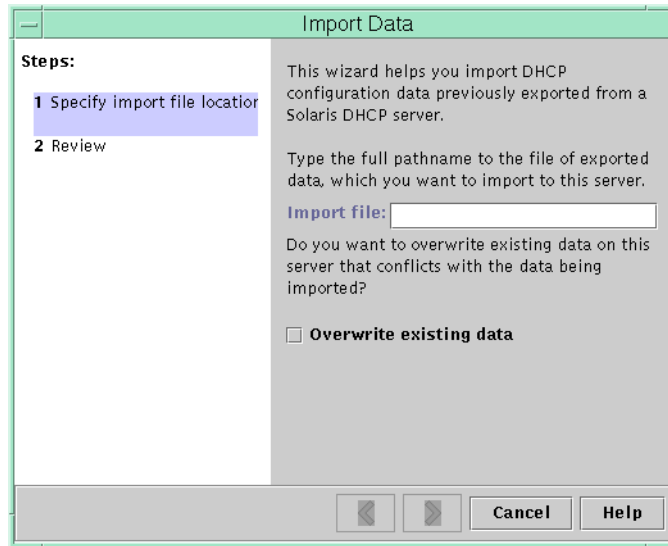 Import Data
Steps:
1 Specify import file location
2 Review
This wizard helps you import DHCP
configuration data previously exported from a
Solaris DHCP server.
Type the full pathname to the file of exported
data, which you want to import to this server.
Import file:
Do you want to overwrite existing data on this
server that conflicts with the data being
imported?
Overwrite existing data
Cancel
Help